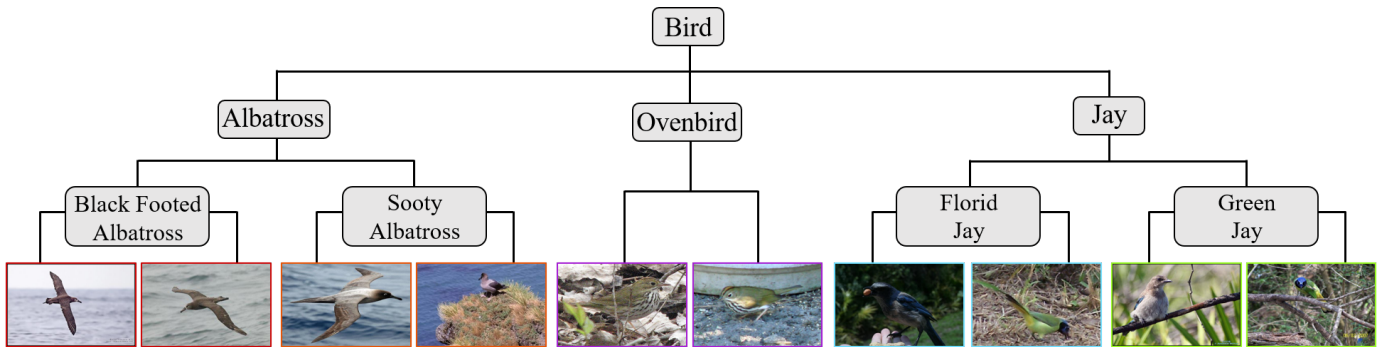 Bird
Albatross
Ovenbird
Jay
Black Footed
Albatross
Sooty
Albatross
Florid
Jay
Green
Jay